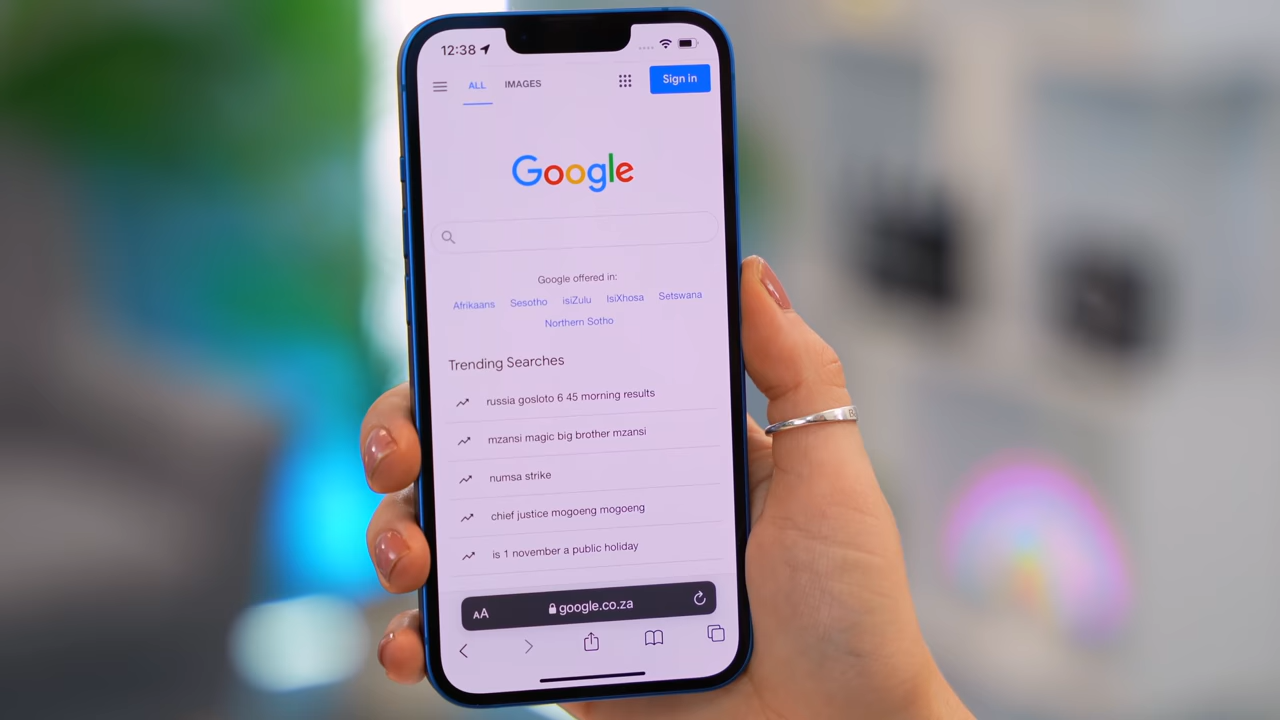 12:38
ALL IMAGES Sign in
Google
Google offered in:
Afrikaans Sesotho isiZulu IsiXhosa Setswana
Northern Sotho
Trending Searches
russia gosloto 6 45 morning results
mzansi magic big brother mzansi
numsa strike
chief justice mogoeng mogoeng
is 1 november a public holiday
AA google.co.za